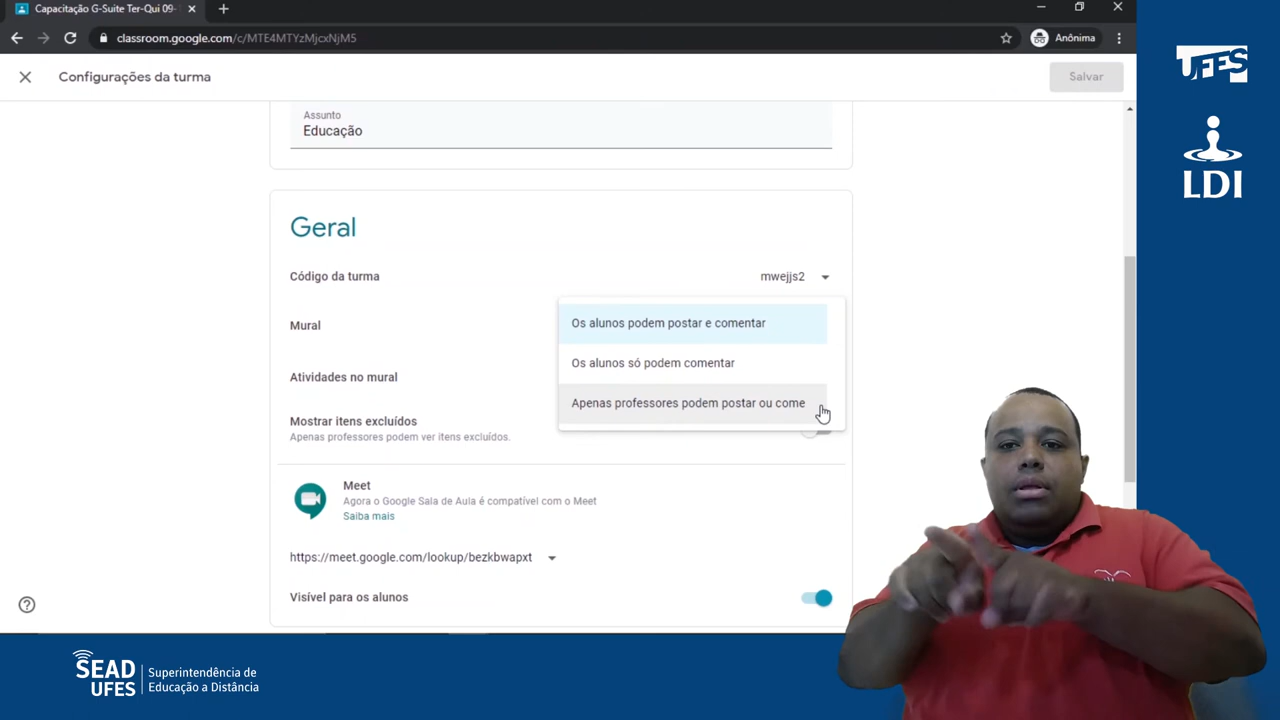 Capacitação G-Suite Ter-Qui 09-
classroom.google.com/c/MTE4MTYzMjcxNjM5
Anônima
Configurações da turma
Salvar
Assunto
Educação
Geral
Código da turma
mwejjs2
Mural
Os alunos podem postar e comentar
Os alunos só podem comentar
Atividades no mural
Apenas professores podem postar ou come
Mostrar itens excluídos
Apenas professores podem ver itens excluídos.
Meet
Agora o Google Sala de Aula é compatível com o Meet
Saiba mais
https://meet.google.com/lookup/bezkbwapxt
Visível para os alunos
UFES
LDI
SEAD
UFES
Superintendência de
Educação a Distância